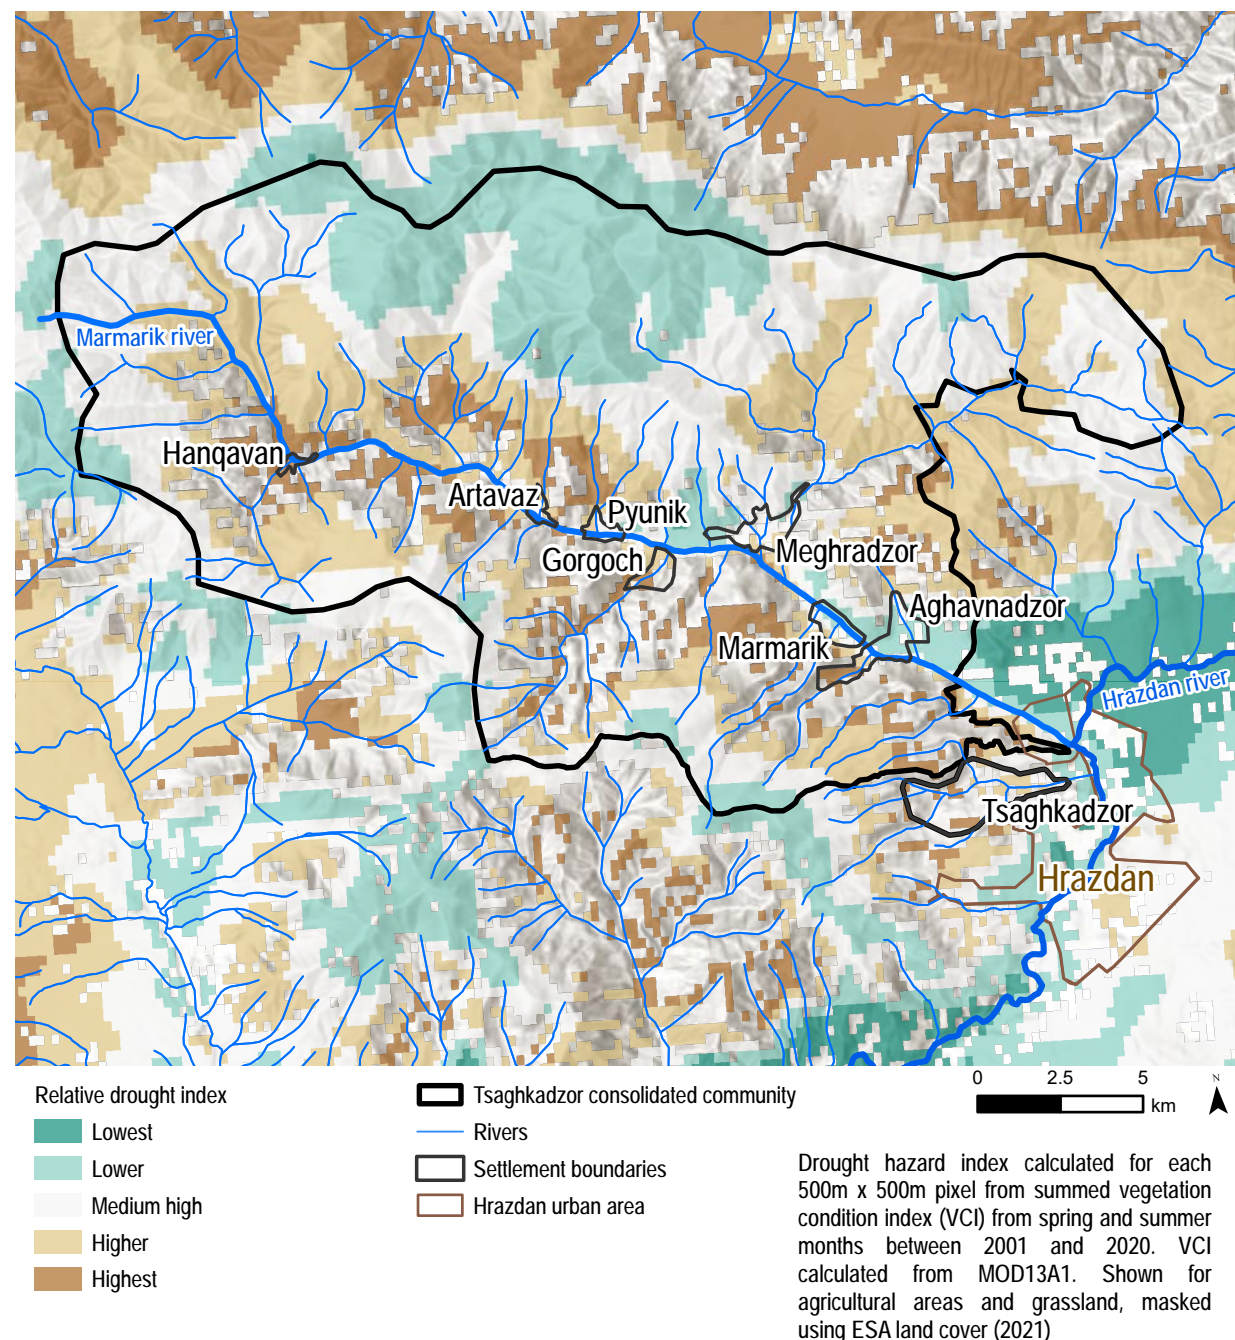 Marmarik river
Hanqavan
Artavaz
Pyunik
Gorgoch
Meghradzor
Aghavnadzor
Marmarik
Hrazdan river
Tsaghkadzor
Hrazdan
Relative drought index
Lowest
Lower
Medium high
Higher
Highest
Tsaghkadzor consolidated community
Rivers
Settlement boundaries
Hrazdan urban area
0 2.5 5
km
N
Drought hazard index calculated for each
500m x 500m pixel from summed vegetation
condition index (VCI) from spring and summer
months between 2001 and 2020. VCI
calculated from MOD13A1. Shown for
agricultural areas and grassland, masked
using ESA land cover (2021)